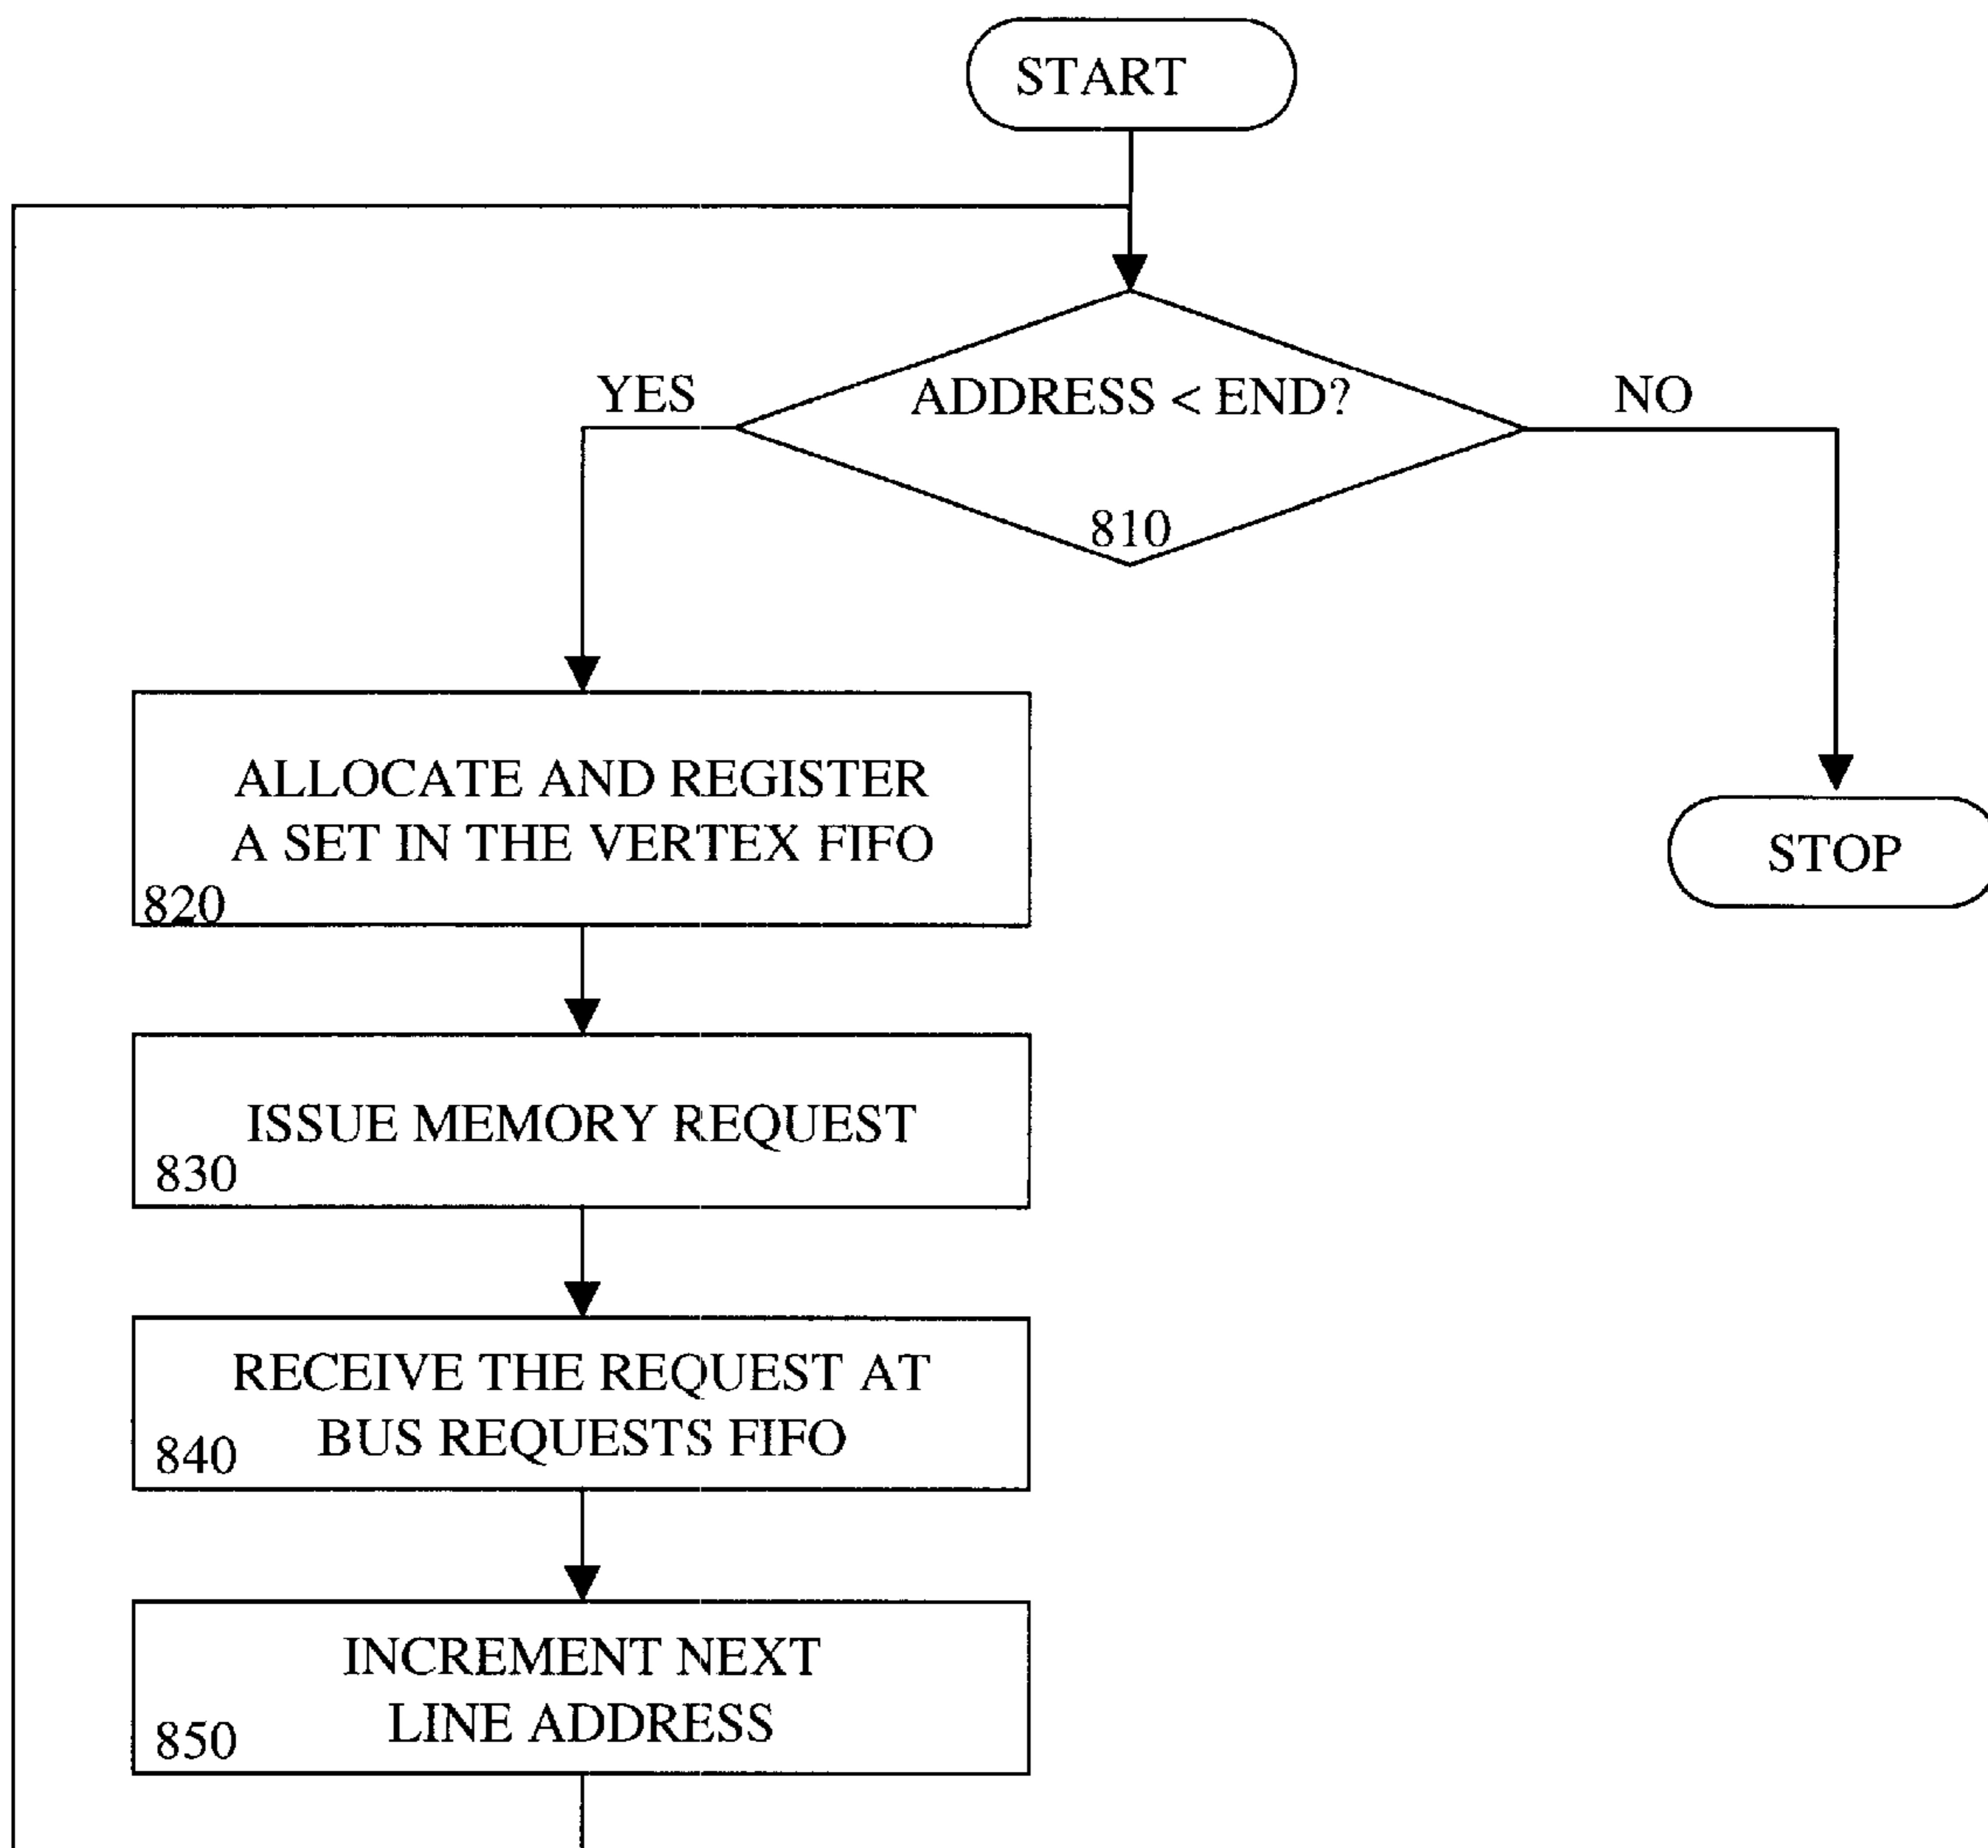 START
YES
ADDRESS < END?
NO
810
ALLOCATE AND REGISTER
A SET IN THE VERTEX FIFO
820
STOP
ISSUE MEMORY REQUEST
830
RECEIVE THE REQUEST AT
BUS REQUESTS FIFO
840
INCREMENT NEXT
LINE ADDRESS
850